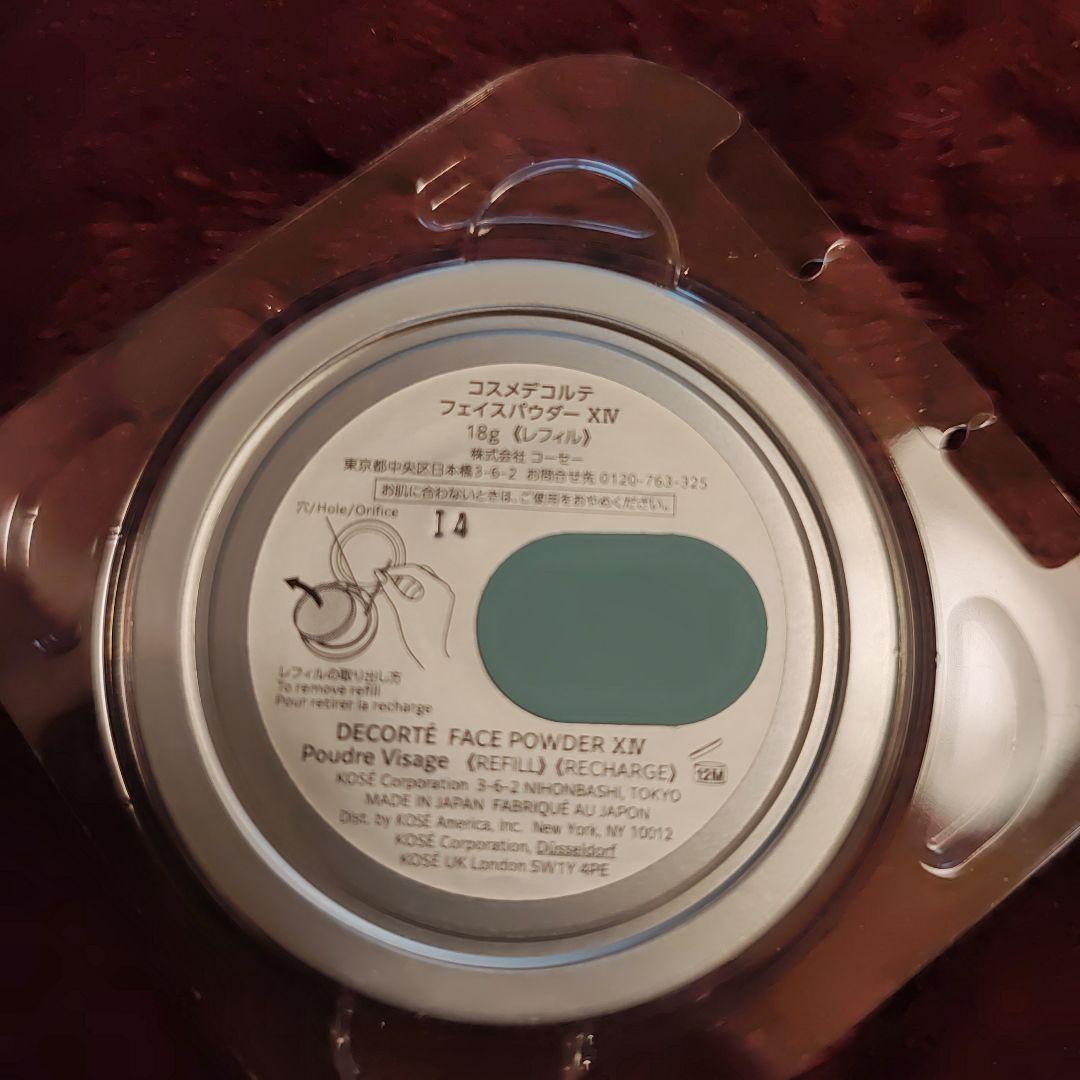 コスメデコルテ
フェイスパウダー XIV
18g 《レフィル》
株式会社 コーセー
東京都中央区日本橋3-6-2 お問合せ先 0120-763-325
お肌に合わないときは、ご使用をおやめください。
穴/Hole/Orifice
14
レフィルの取り出し方
To remove refill
Pour retirer la recharge
DECORTÉ FACE POWDER XIV
Poudre Visage 《REFILL》《RECHARGE》
12M
KOSÉ Corporation 3-6-2 NIHONBASHI, TOKYO
MADE IN JAPAN FABRIQUÉ AU JAPON
Dist. by KOSÉ America, Inc. New York, NY 10012
KOSÉ Corporation, Düsseldorf
KOSÉ UK London SW1Y 4PE